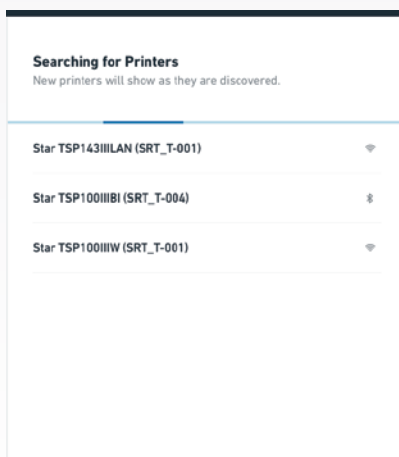 Searching for Printers
New printers will show as they are discovered.
Star TSP143IIILAN (SRT_T-001)
Star TSP100IIIBI (SRT_T-004)
Star TSP100IIIW (SRT_T-001)